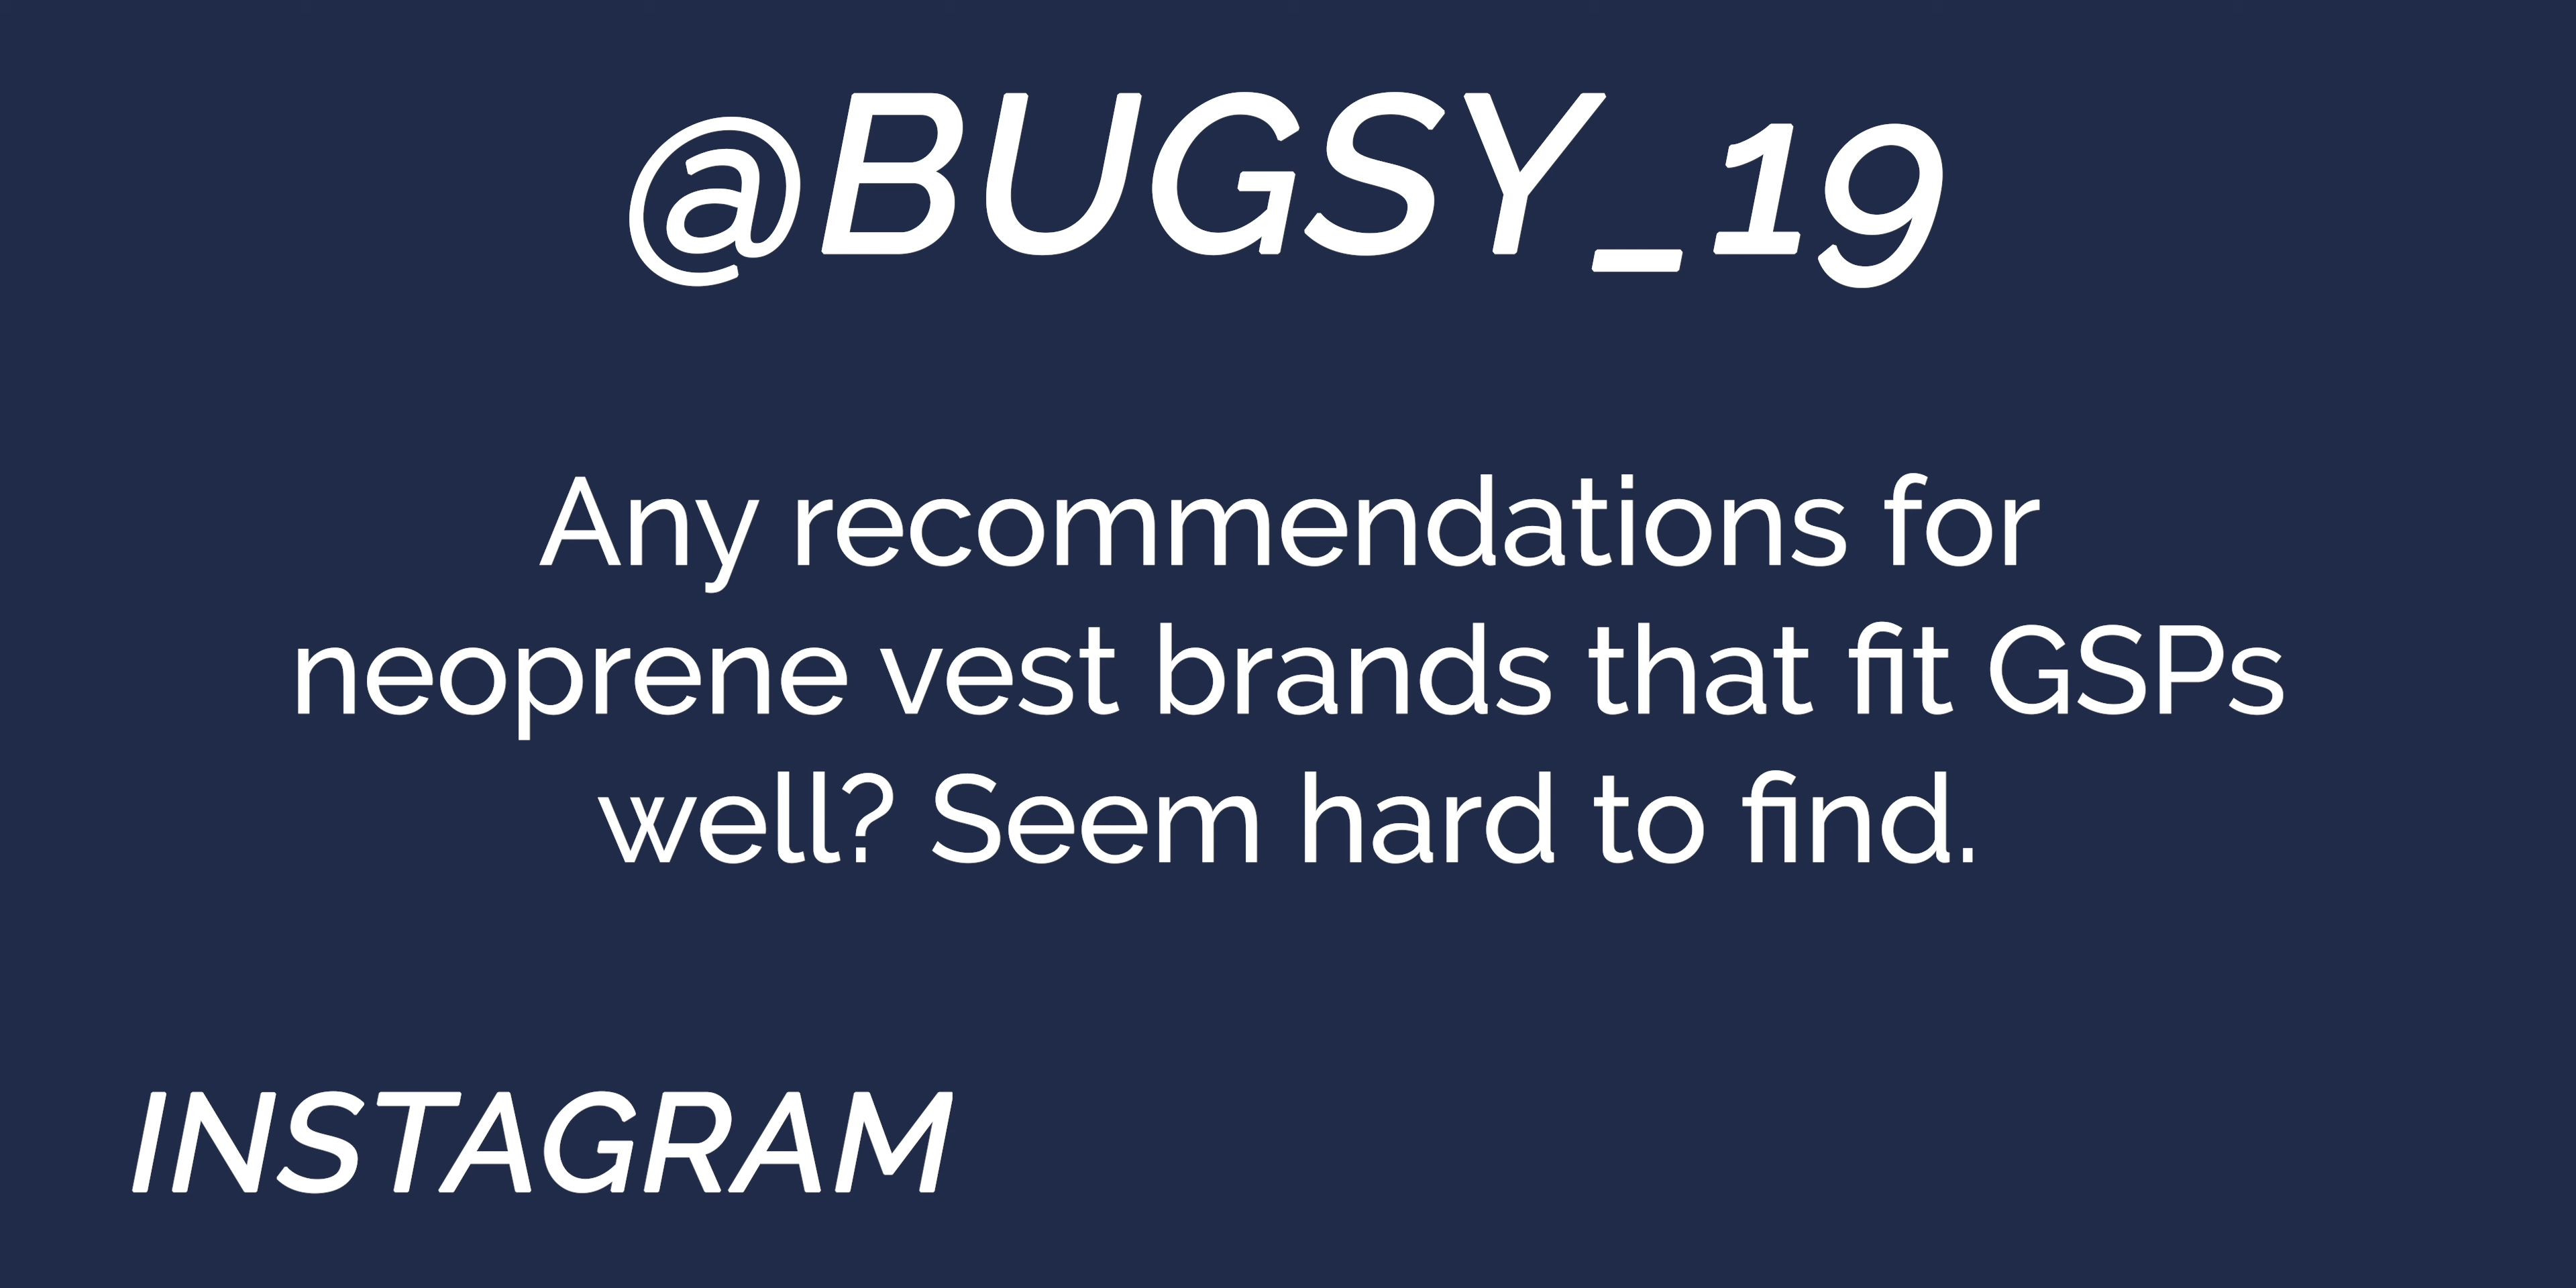 @BUGSY_19
Any recommendations for
neoprene vest brands that fit GSPs
well? Seem hard to find.
INSTAGRAM